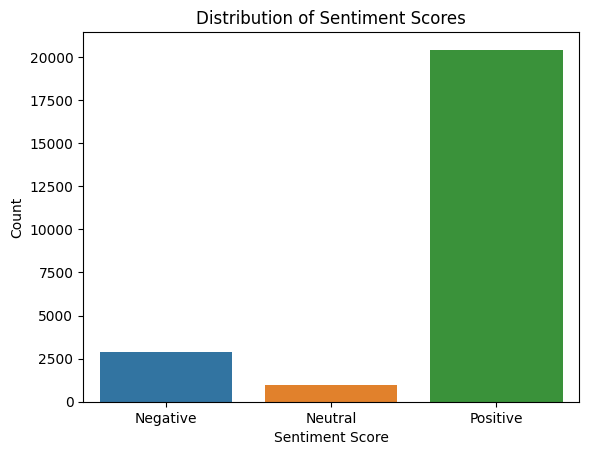 Distribution of Sentiment Scores
20000
17500
15000
12500
10000
7500
5000
2500
0
Count
Negative
Neutral
Positive
Sentiment Score